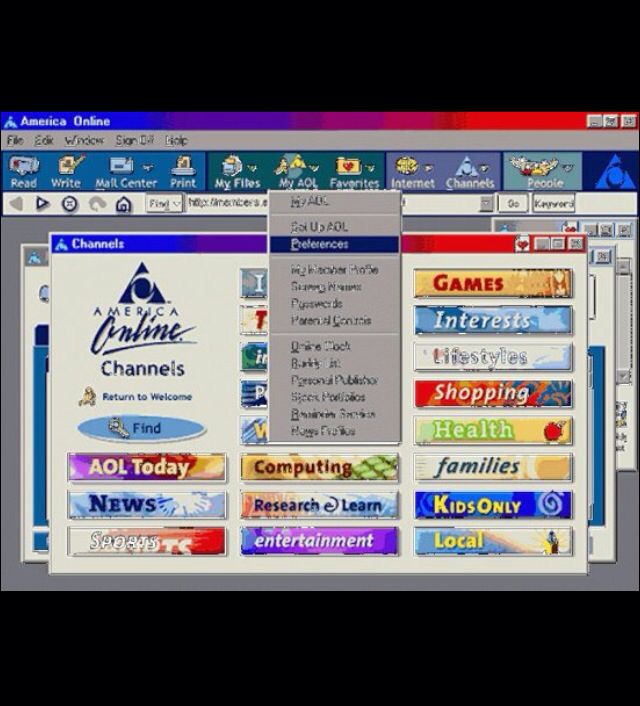 America Online
File Edit Window Sign Off Help
Read Write Mail Center Print My Files My AOL Favorites Internet Channels People
Find Go Keyword
My AOL
Set Up AOL
Preferences
My Member Profile
Screen Names
Passwords
Parental Controls
Online Clock
Buddy List
Personal Publisher
Stock Portfolios
Reminder Service
News Profiles
Channels
AMERICA
Online
Channels
Return to Welcome
Find
AOL Today
News
Sports
Computing
Research & Learn
entertainment
Games
Interests
Lifestyles
Shopping
Health
families
KidsOnly
Local